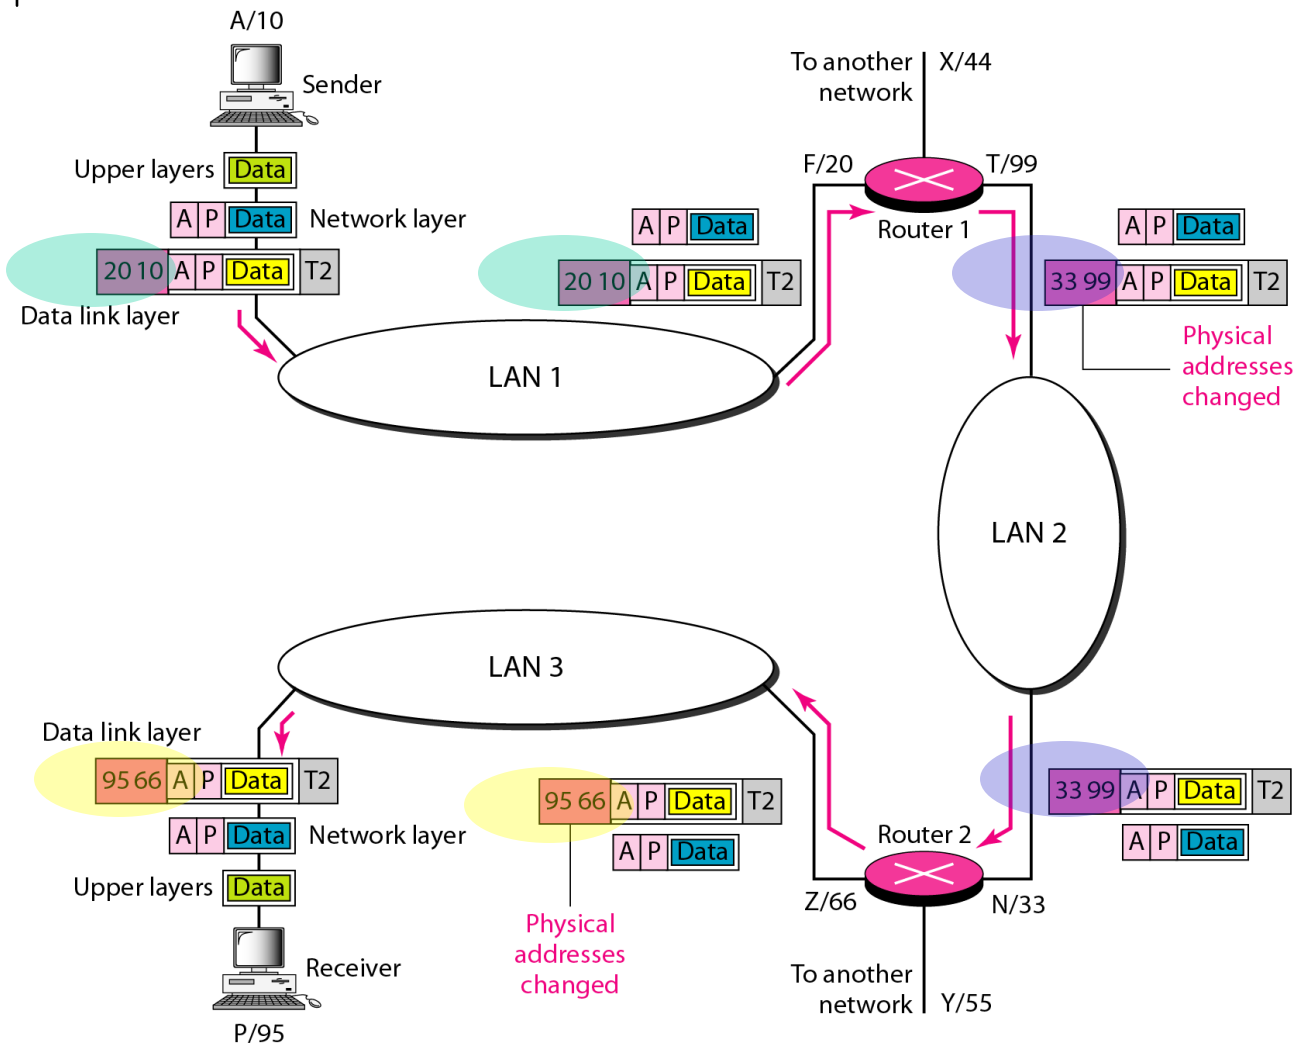 A/10
Sender
To another
network
X/44
Upper layers
Data
F/20
T/99
A P Data
Network layer
A P Data
Router 1
A P Data
20 10 A P Data T2
20 10 A P Data T2
33 99 A P Data T2
Data link layer
Physical
addresses
changed
LAN 1
LAN 2
LAN 3
Data link layer
95 66 A P Data T2
95 66 A P Data T2
33 99 A P Data T2
Network layer
A P Data
A P Data
Router 2
A P Data
Upper layers
Data
Z/66
N/33
Physical
addresses
changed
Receiver
To another
network
Y/55
P/95